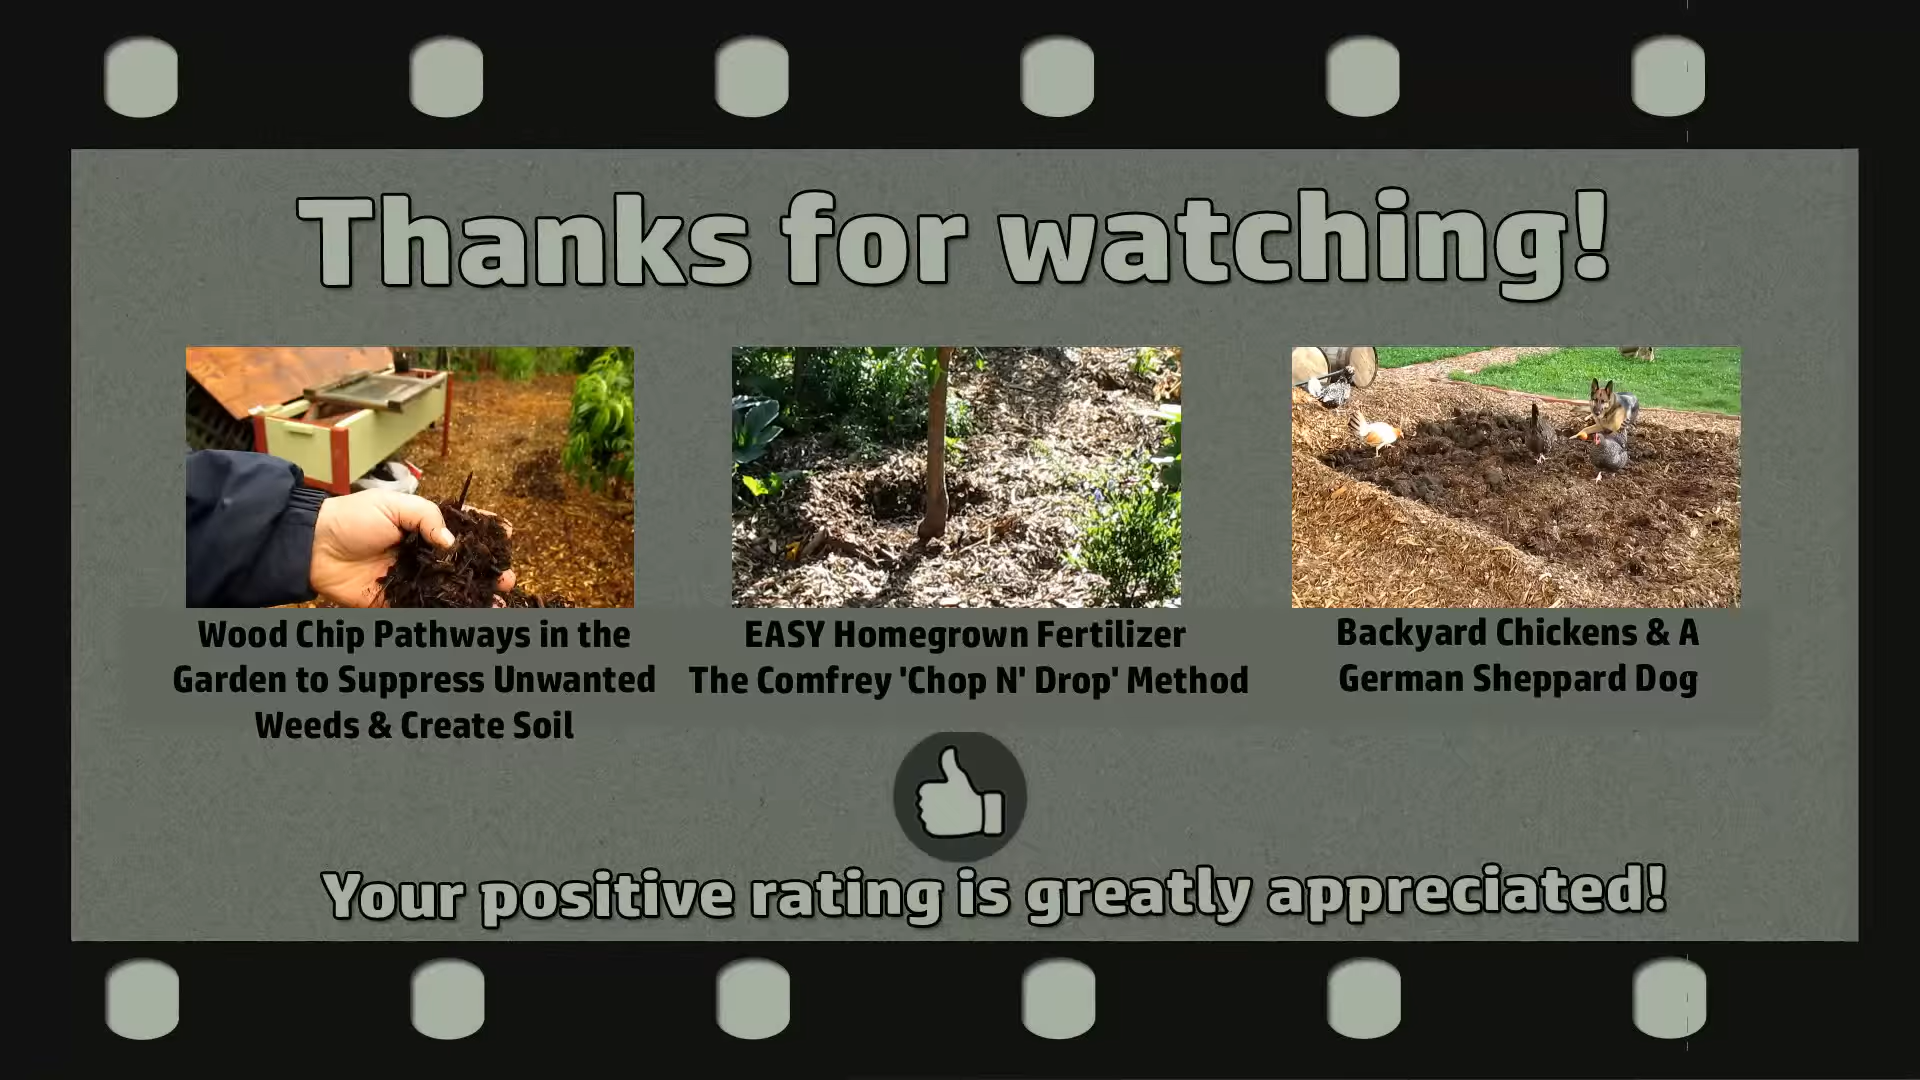 Thanks for watching!
Wood Chip Pathways in the
Garden to Suppress Unwanted
Weeds & Create Soil
EASY Homegrown Fertilizer
The Comfrey 'Chop N' Drop' Method
Backyard Chickens & A
German Sheppard Dog
Your positive rating is greatly appreciated!